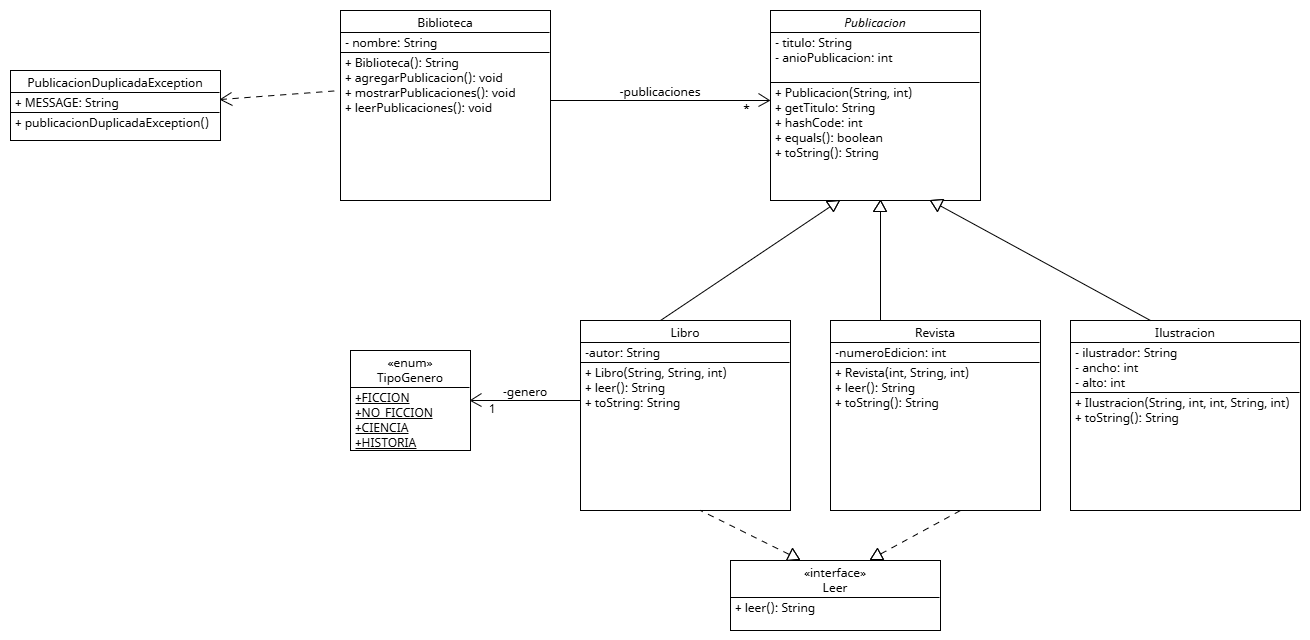 Biblioteca
- nombre: String
+ Biblioteca(): String
+ agregarPublicacion(): void
+ mostrarPublicaciones(): void
+ leerPublicaciones(): void
Publicacion
- titulo: String
- anioPublicacion: int
+ Publicacion(String, int)
+ getTitulo: String
+ hashCode: int
+ equals(): boolean
+ toString(): String
PublicacionDuplicadaException
+ MESSAGE: String
+ publicacionDuplicadaException()
-publicaciones
*
Libro
-autor: String
+ Libro(String, String, int)
+ leer(): String
+ toString: String
Revista
-numeroEdicion: int
+ Revista(int, String, int)
+ leer(): String
+ toString(): String
Ilustracion
- ilustrador: String
- ancho: int
- alto: int
+ Ilustracion(String, int, int, String, int)
+ toString(): String
«enum»
TipoGenero
+FICCION
+NO_FICCION
+CIENCIA
+HISTORIA
-genero
1
«interface»
Leer
+ leer(): String